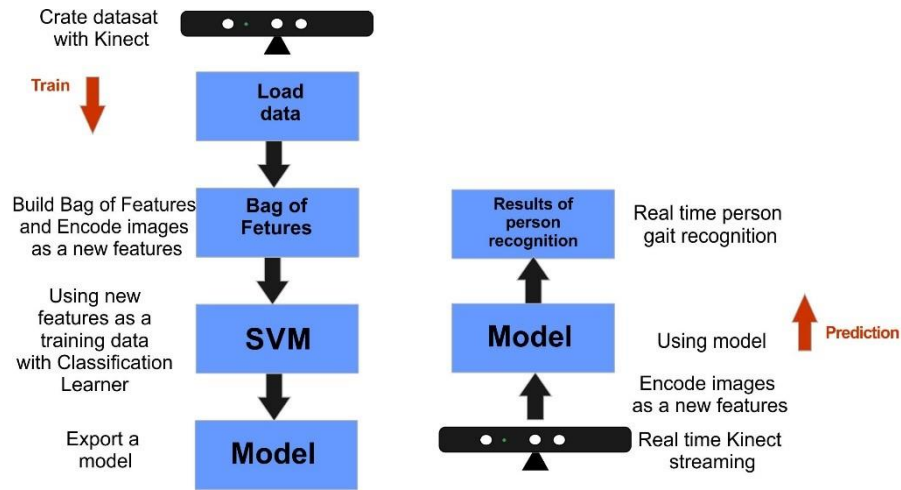 Crate datasat
with Kinect
Train
Load
data
Build Bag of Features
and Encode images
as a new features
Bag of
Fetures
Using new
features as a
training data
with Classification
Learner
SVM
Export a
model
Model
Results of
person
recognition
Real time person
gait recognition
Model
Using model
Prediction
Encode images
as a new features
Real time Kinect
streaming